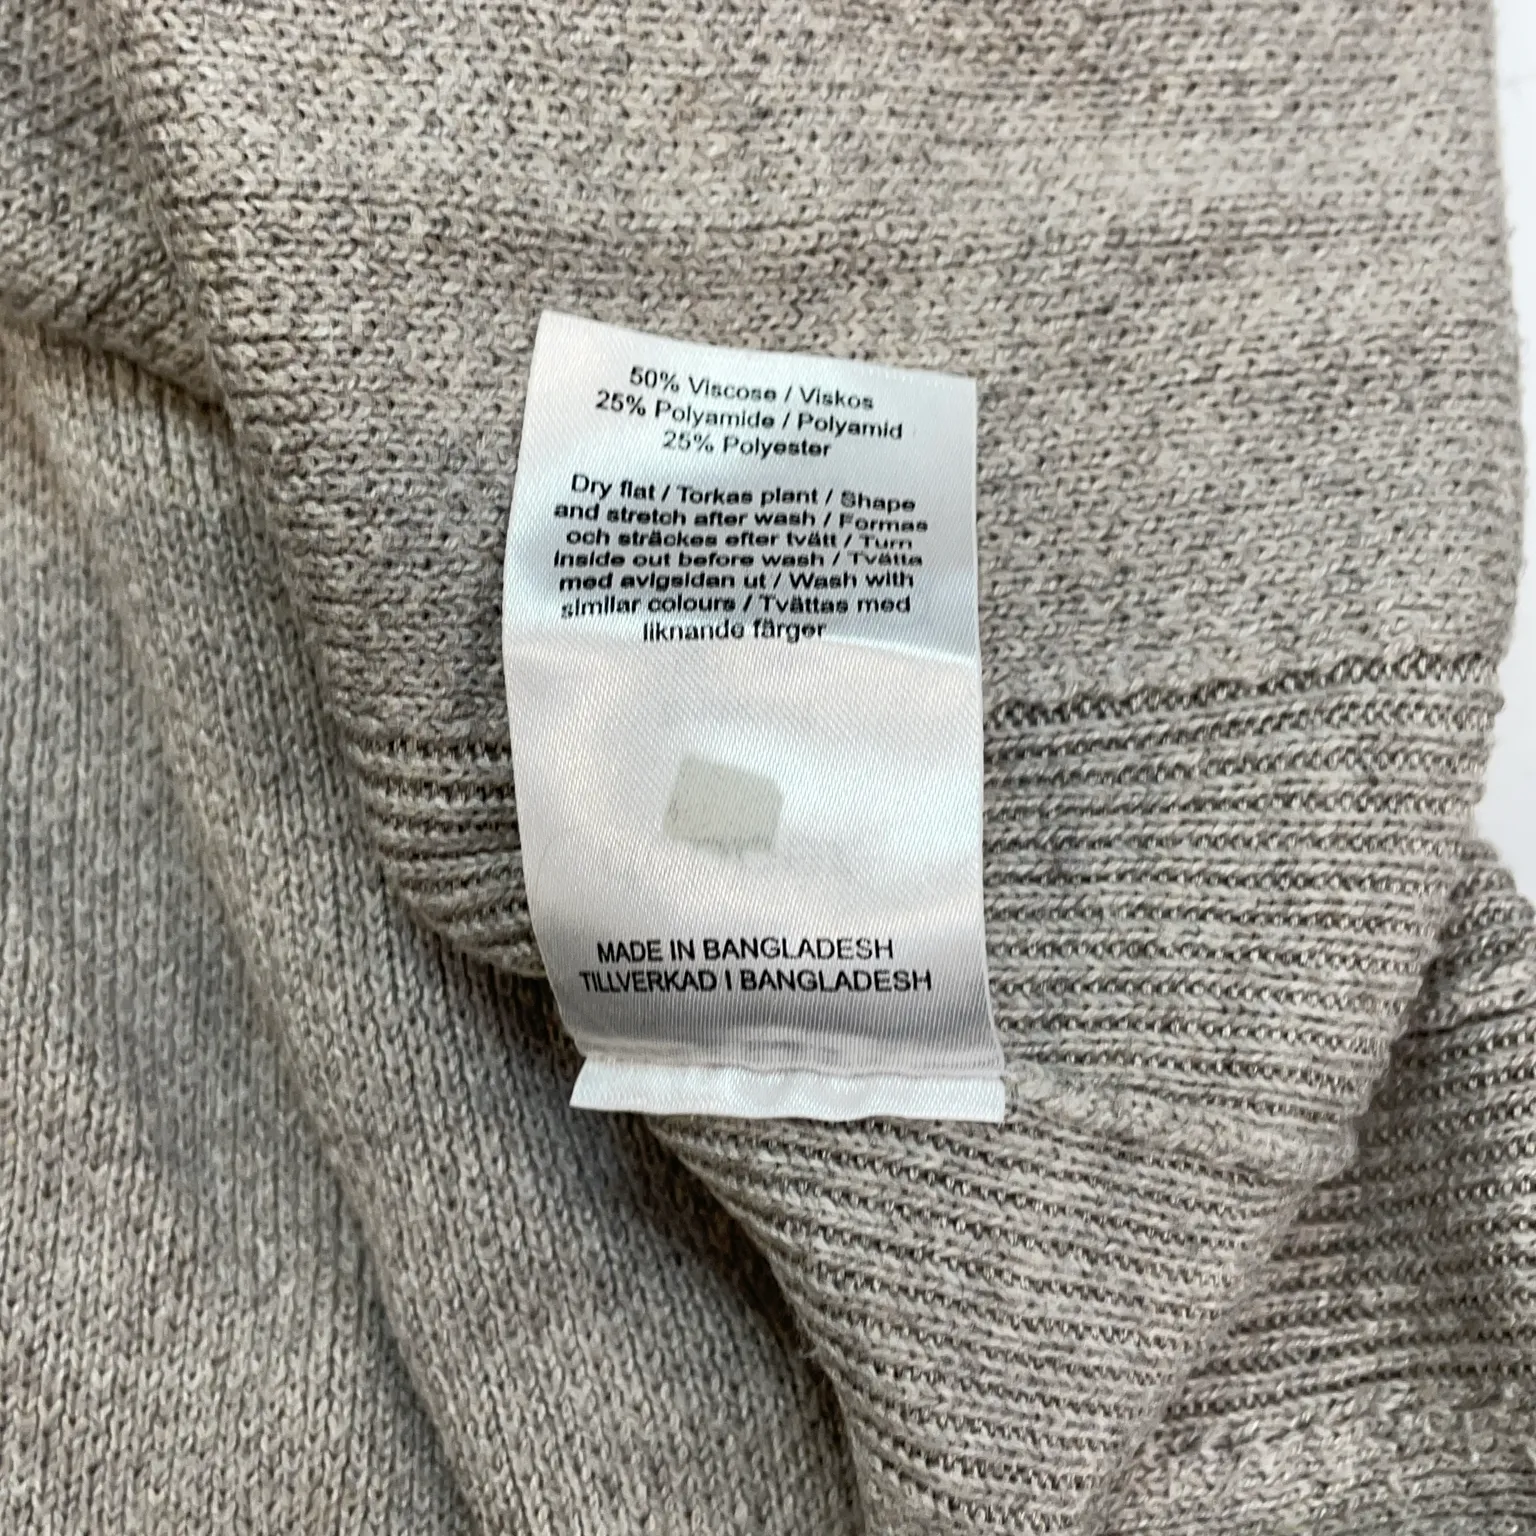 50% Viscose / Viskos
25% Polyamide / Polyamid
25% Polyester
Dry flat / Torkas plant / Shape
and stretch after wash / Formas
och sträckes efter tvätt / Turn
inside out before wash / Tvätta
med avigsidan ut / Wash with
similar colours / Tvättas med
liknande färger
MADE IN BANGLADESH
TILLVERKAD I BANGLADESH